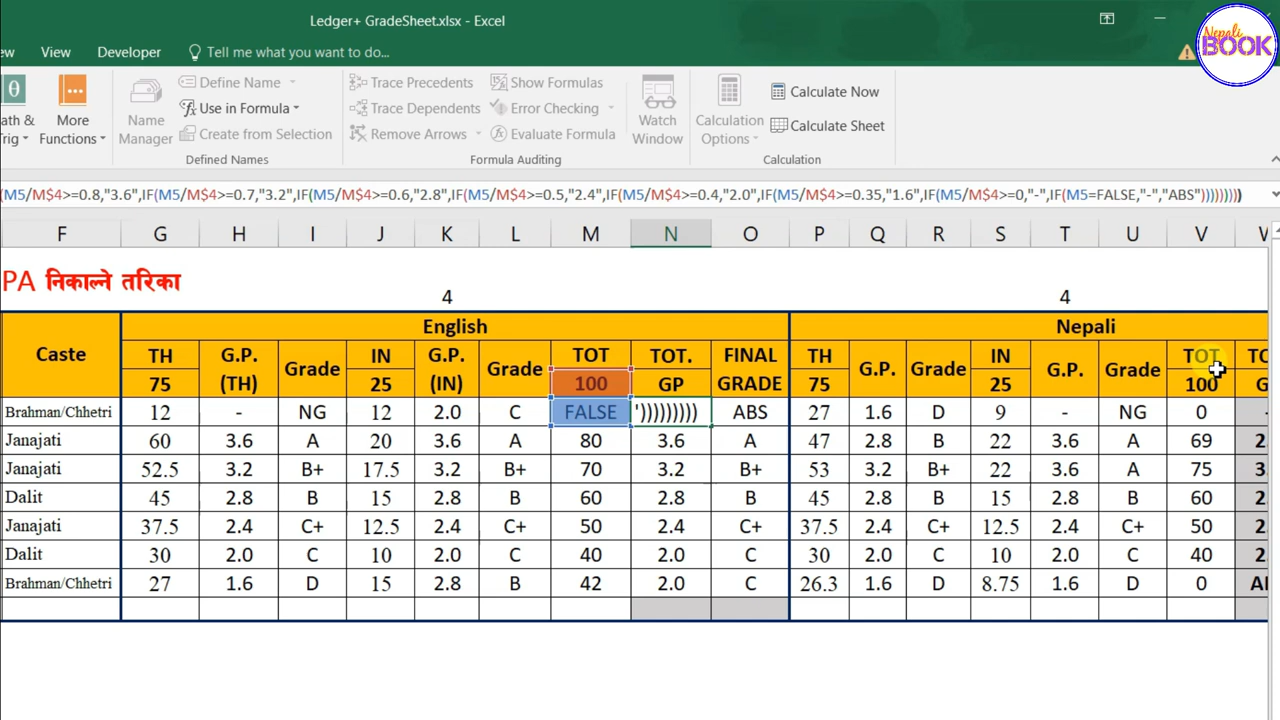 Ledger+ GradeSheet.xlsx - Excel
Nepali BOOK
ew View Developer Tell me what you want to do...
ath & Trig More Functions
Name Manager Define Name Use in Formula Create from Selection Defined Names
Trace Precedents Trace Dependents Remove Arrows Show Formulas Error Checking Evaluate Formula Formula Auditing
Watch Window
Calculation Options Calculate Now Calculate Sheet Calculation
(M5/M$4>=0.8,"3.6",IF(M5/M$4>=0.7,"3.2",IF(M5/M$4>=0.6,"2.8",IF(M5/M$4>=0.5,"2.4",IF(M5/M$4>=0.4,"2.0",IF(M5/M$4>=0.35,"1.6",IF(M5/M$4>=0,"-",IF(M5=FALSE,"-","ABS")))))))))
F G H I J K L M N O P Q R S T U V W
PA निकाल्ने तरिका
4 4
English Nepali
Caste TH G.P. Grade IN G.P. Grade TOT TOT. FINAL TH G.P. Grade IN G.P. Grade TOT TO
75 (TH) 25 (IN) 100 GP GRADE 75 25 100 G
Brahman/Chhetri 12 - NG 12 2.0 C FALSE ')))))))))) ABS 27 1.6 D 9 - NG 0 -
Janajati 60 3.6 A 20 3.6 A 80 3.6 A 47 2.8 B 22 3.6 A 69 2.
Janajati 52.5 3.2 B+ 17.5 3.2 B+ 70 3.2 B+ 53 3.2 B+ 22 3.6 A 75 3.
Dalit 45 2.8 B 15 2.8 B 60 2.8 B 45 2.8 B 15 2.8 B 60 2.
Janajati 37.5 2.4 C+ 12.5 2.4 C+ 50 2.4 C+ 37.5 2.4 C+ 12.5 2.4 C+ 50 2.
Dalit 30 2.0 C 10 2.0 C 40 2.0 C 30 2.0 C 10 2.0 C 40 2.
Brahman/Chhetri 27 1.6 D 15 2.8 B 42 2.0 C 26.3 1.6 D 8.75 1.6 D 0 AI